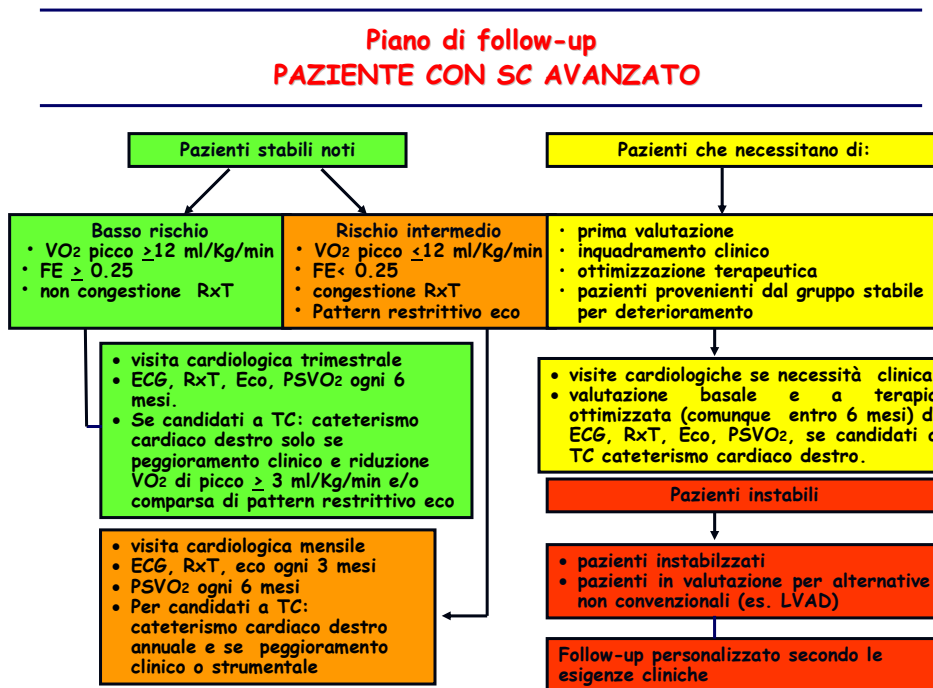 Piano di follow-up
PAZIENTE CON SC AVANZATO
Pazienti stabili noti
Basso rischio
• VO2 picco ≥12 ml/Kg/min
• FE ≥ 0.25
• non congestione RxT
Rischio intermedio
• VO2 picco ≤12 ml/Kg/min
• FE< 0.25
• congestione RxT
• Pattern restrittivo eco
• visita cardiologica trimestrale
• ECG, RxT, Eco, PSVO2 ogni 6
mesi.
• Se candidati a TC: cateterismo
cardiaco destro solo se
peggioramento clinico e riduzione
VO2 di picco ≥ 3 ml/Kg/min e/o
comparsa di pattern restrittivo eco
• visita cardiologica mensile
• ECG, RxT, eco ogni 3 mesi
• PSVO2 ogni 6 mesi
• Per candidati a TC:
cateterismo cardiaco destro
annuale e se peggioramento
clinico o strumentale
Pazienti che necessitano di:
· prima valutazione
· inquadramento clinico
· ottimizzazione terapeutica
· pazienti provenienti dal gruppo stabile
per deterioramento
• visite cardiologiche se necessità clinica
• valutazione basale e a
ottimizzata (comunque entro 6 mesi)
ECG, RxT, Eco, PSVO2, se candidati
TC cateterismo cardiaco destro.
Pazienti instabili
• pazienti instabilzzati
• pazienti in valutazione per alternative
non convenzionali (es. LVAD)
Follow-up personalizzato secondo le
esigenze cliniche